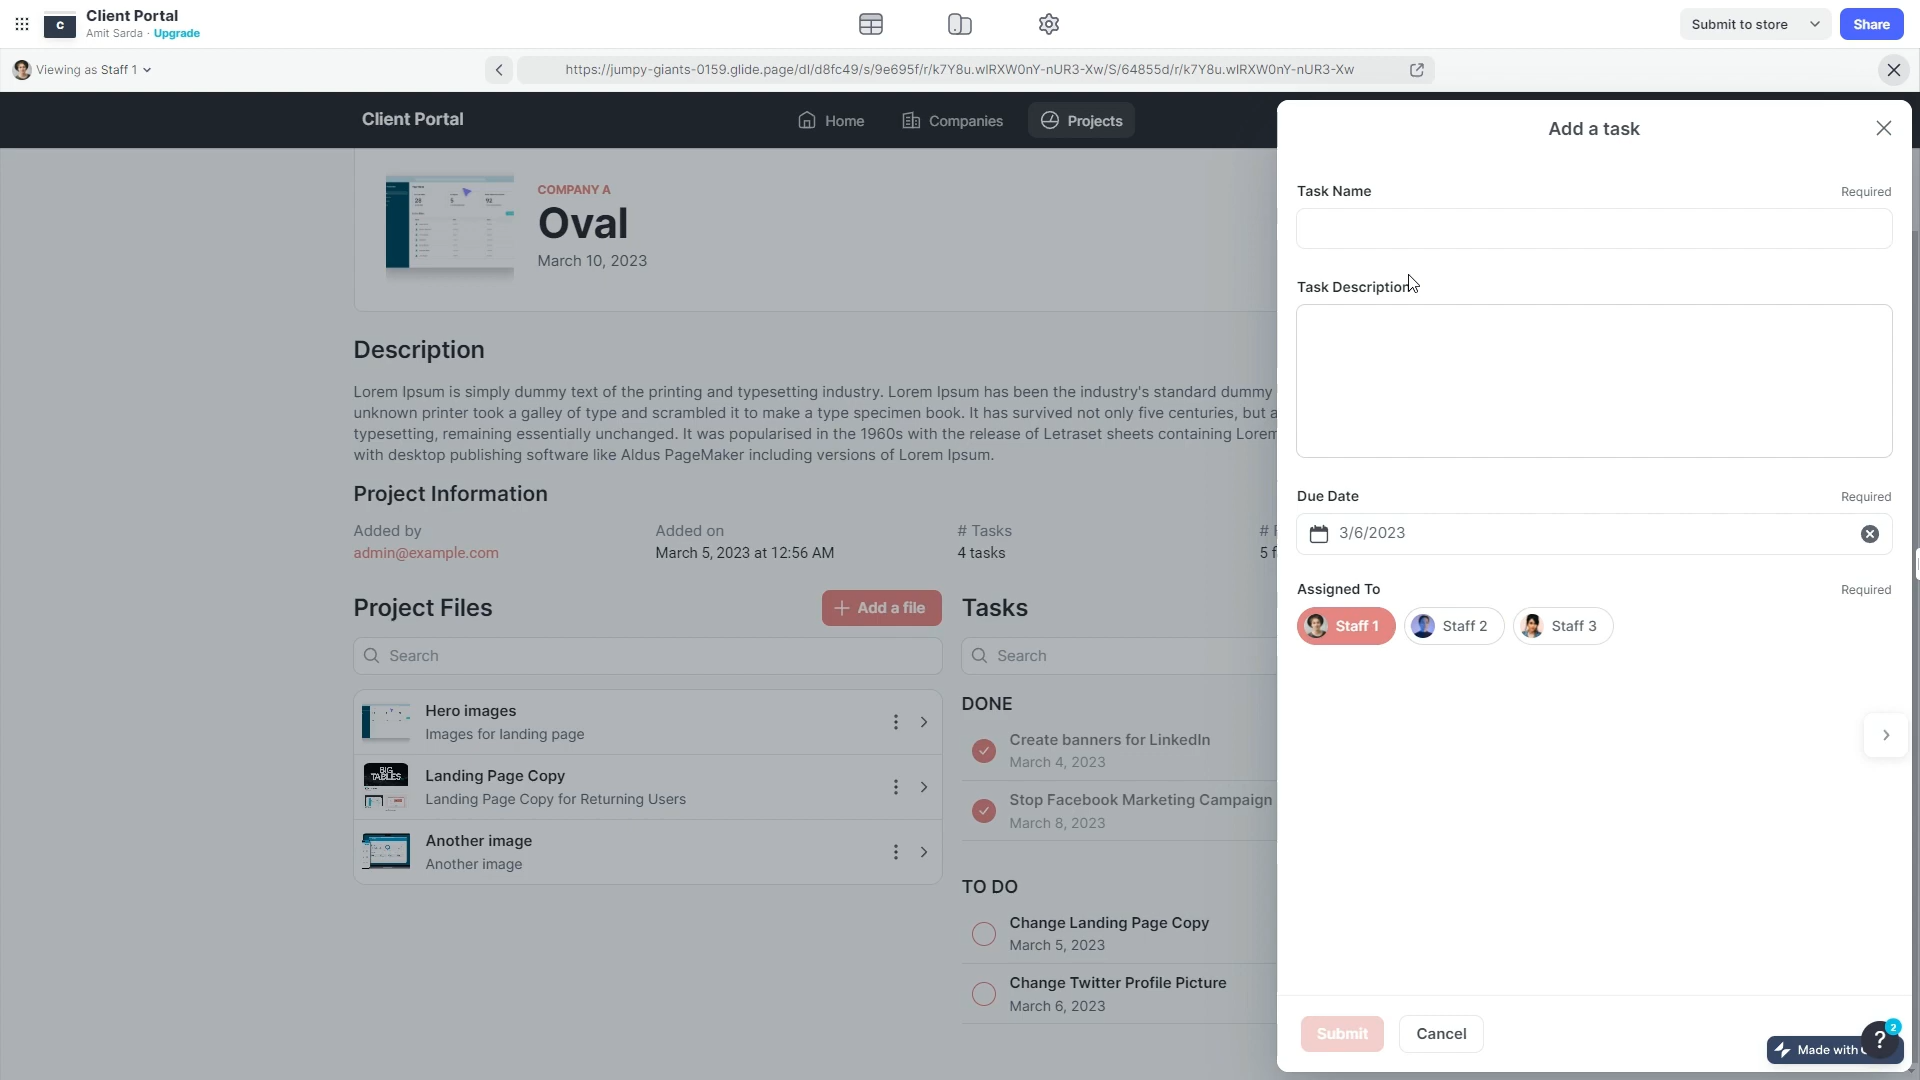 C
Client Portal
Amit Sarda · Upgrade
Submit to store
Share
Viewing as Staff 1
https://jumpy-giants-0159.glide.page/dl/d8fc49/s/9e695f/r/k7Y8u.wIRXW0nY-nUR3-Xw/S/64855d/r/k7Y8u.wIRXW0nY-nUR3-Xw
Client Portal
Home
Companies
Projects
COMPANY A
Oval
March 10, 2023
Description
Lorem Ipsum is simply dummy text of the printing and typesetting industry. Lorem Ipsum has been the industry's standard dummy
unknown printer took a galley of type and scrambled it to make a type specimen book. It has survived not only five centuries, but a
typesetting, remaining essentially unchanged. It was popularised in the 1960s with the release of Letraset sheets containing Lorem
with desktop publishing software like Aldus PageMaker including versions of Lorem Ipsum.
Project Information
Added by
admin@example.com
Added on
March 5, 2023 at 12:56 AM
# Tasks
4 tasks
#
5 f
Project Files
+ Add a file
Search
Hero images
Images for landing page
BIG
TABLES
Landing Page Copy
Landing Page Copy for Returning Users
Another image
Another image
Tasks
Search
DONE
Create banners for LinkedIn
March 4, 2023
Stop Facebook Marketing Campaign
March 8, 2023
TO DO
Change Landing Page Copy
March 5, 2023
Change Twitter Profile Picture
March 6, 2023
Add a task
Task Name
Required
Task Description
Due Date
Required
3/6/2023
Assigned To
Required
Staff 1
Staff 2
Staff 3
Submit
Cancel
Made with
?
2